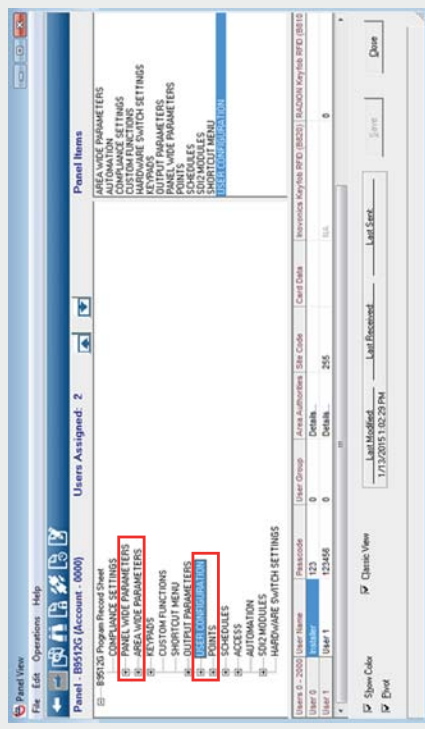 Panel View
File Edit Operations Help
Panel - B9512G (Account - 0000) Users Assigned: 2 Panel Items
B9512G Program Record Sheet
COMPLIANCE SETTINGS
PANEL WIDE PARAMETERS
AREA WIDE PARAMETERS
KEYPADS
CUSTOM FUNCTIONS
SHORTCUT MENU
OUTPUT PARAMETERS
USER CONFIGURATION
POINTS
SCHEDULES
ACCESS
AUTOMATION
SDI2 MODULES
HARDWARE SWITCH SETTINGS
AREA WIDE PARAMETERS
AUTOMATION
COMPLIANCE SETTINGS
CUSTOM FUNCTIONS
HARDWARE SWITCH SETTINGS
KEYPADS
OUTPUT PARAMETERS
PANEL WIDE PARAMETERS
POINTS
SCHEDULES
SDI2 MODULES
SHORTCUT MENU
USER CONFIGURATION
Users 0 - 2000 User Name Passcode User Group Area Authorities Site Code Card Data Inovonics Keyfob RFID (B820) RADION Keyfob RFID (B810
User 0 Installer 123 0 Details...
User 1 User 1 123456 0 Details... 255 NA 0
Show Color Classic View Last Modified Last Received Last Sent Save Close
Pivot 1/13/2015 1:02:29 PM